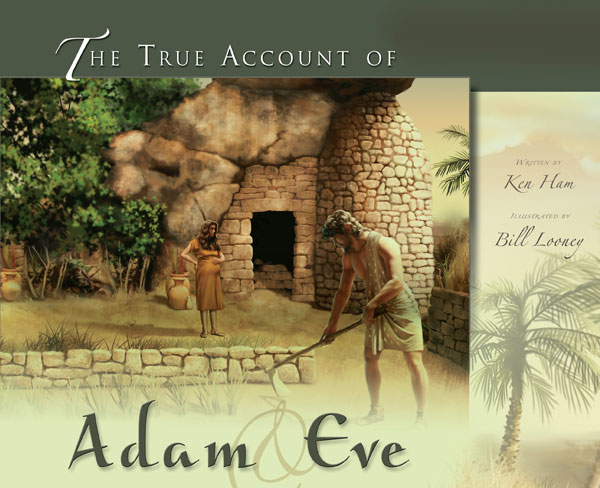 The True Account of
Written by
Ken Ham
Illustrated by
Bill Looney
Adam & Eve